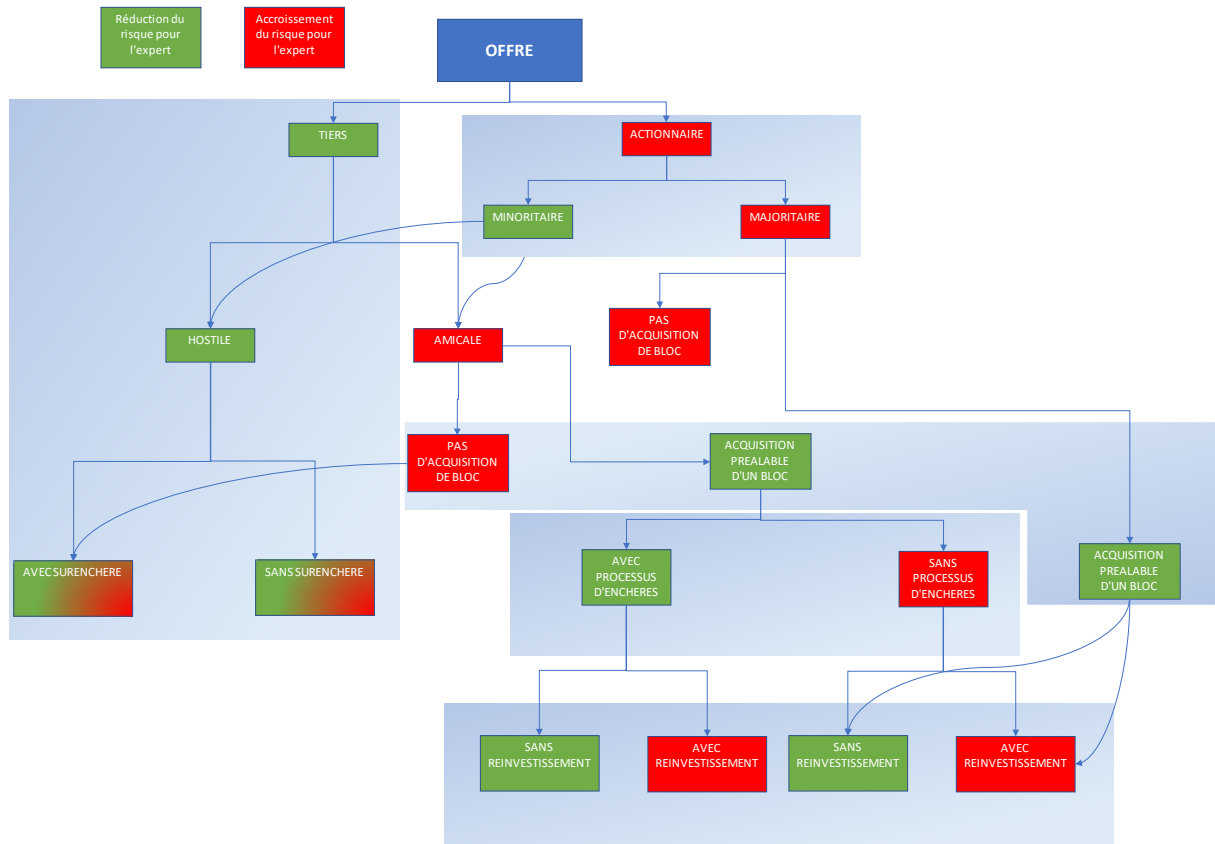 Réduction du
risque pour
l'expert
Accroissement
du risque pour
l'expert
OFFRE
TIERS
ACTIONNAIRE
MINORITAIRE
MAJORITAIRE
PAS
D'ACQUISITION
DE BLOC
HOSTILE
AMICALE
PAS
D'ACQUISITION
DE BLOC
ACQUISITION
PREALABLE
D'UN BLOC
AVEC SURENCHERE
SANS SURENCHERE
AVEC
PROCESSUS
D'ENCHERES
SANS
PROCESSUS
D'ENCHERES
ACQUISITION
PREALABLE
D'UN BLOC
SANS
REINVESTISSEMENT
AVEC
REINVESTISSEMENT
SANS
REINVESTISSEMENT
AVEC
REINVESTISSEMENT